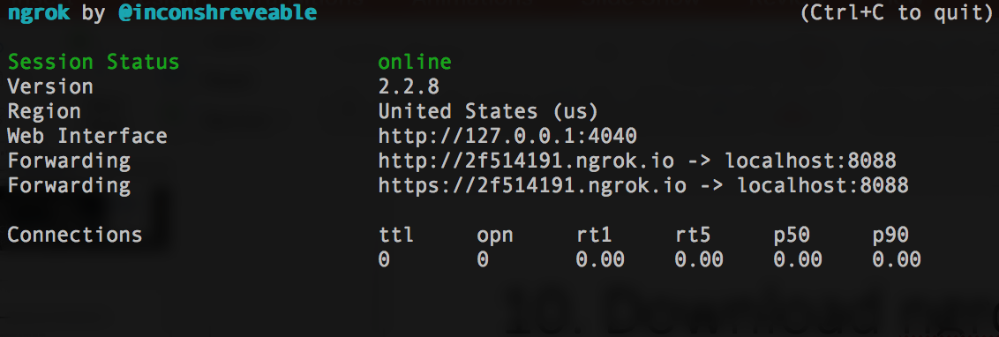 ngrok by @inconshreveable (Ctrl+C to quit)
Session Status online
Version 2.2.8
Region United States (us)
Web Interface http://127.0.0.1:4040
Forwarding http://2f514191.ngrok.io -> localhost:8088
Forwarding https://2f514191.ngrok.io -> localhost:8088
Connections ttl opn rt1 rt5 p50 p90
0 0 0.00 0.00 0.00 0.00
10. Download